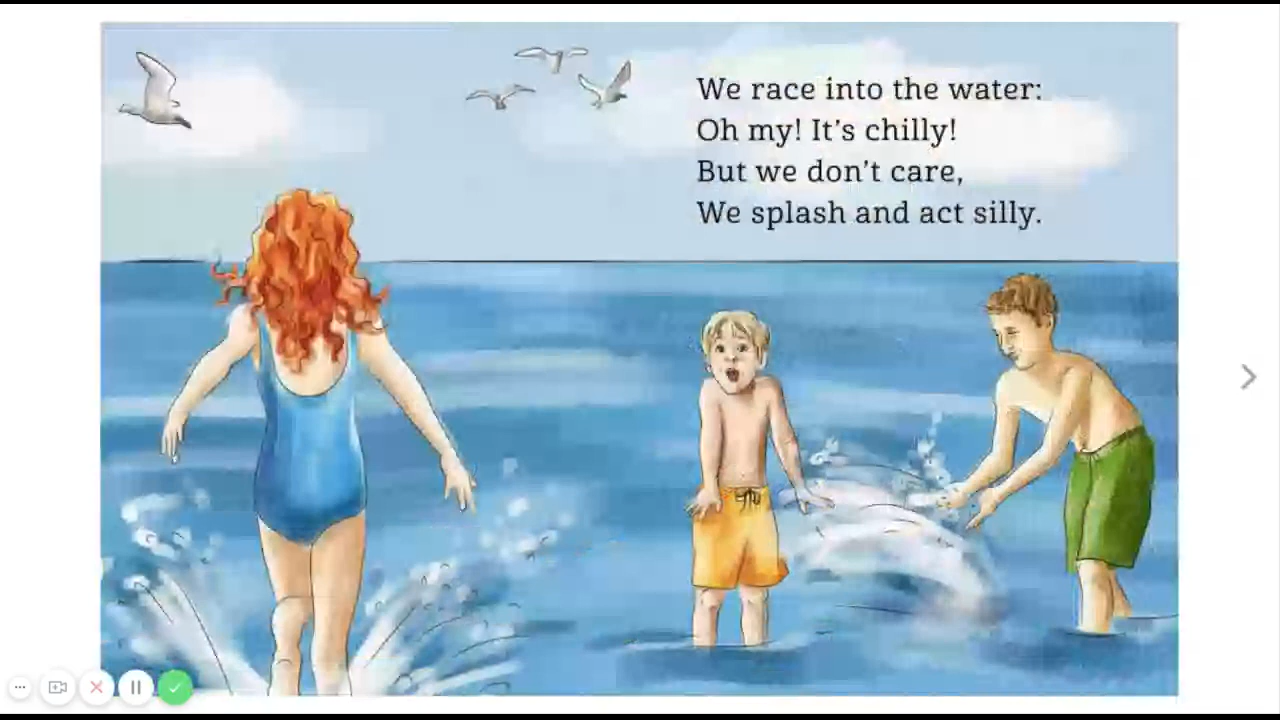 We race into the water:
Oh my! It's chilly!
But we don't care,
We splash and act silly.